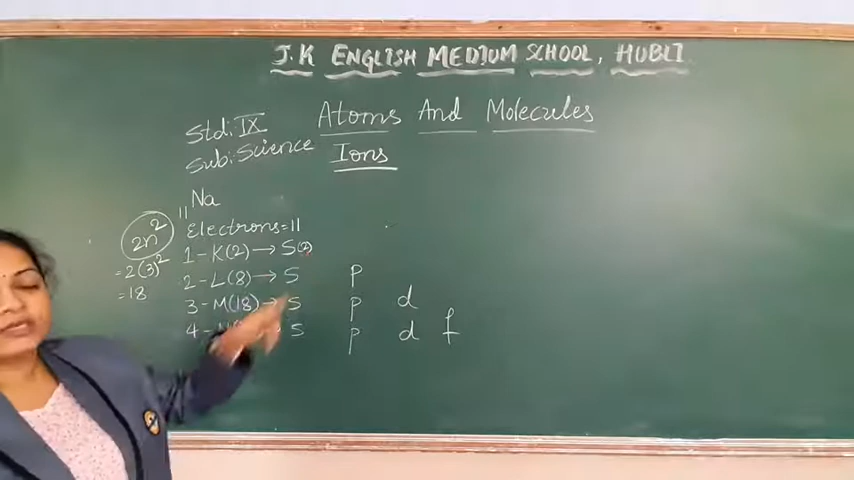 J.K ENGLISH MEDIUM SCHOOL, HUBLI
Std: IX Atoms And Molecules
Sub: Science Ions
Na
11
Electrons=11
2n²
1-K(2)→S(2)
=2(3)²
2-L(8)→S p
=18
3-M(18)→S p d
4- S p d f